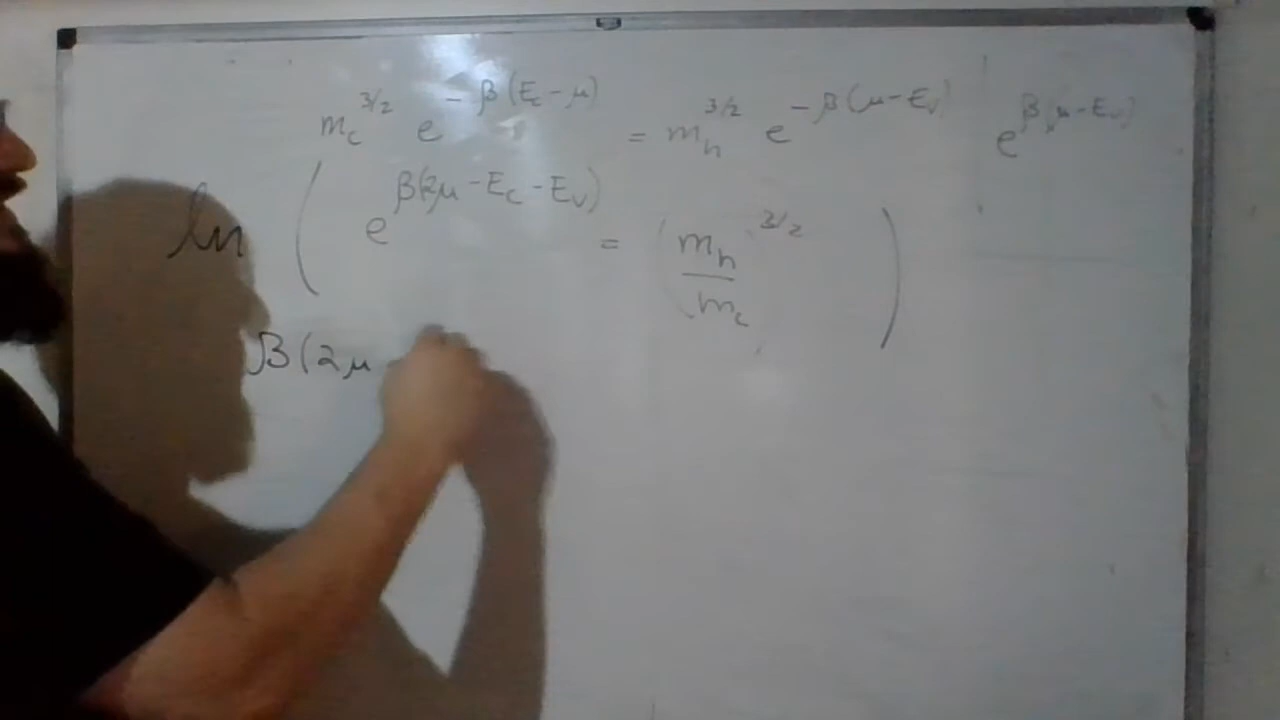 m_c^{3/2} e^{-β(E_c-μ)} = m_h^{3/2} e^{-β(μ-E_v)} e^{β(μ-E_v)}
ln ( e^{β(2μ-E_c-E_v)} = (m_h/m_c)^{3/2} )
β(2μ